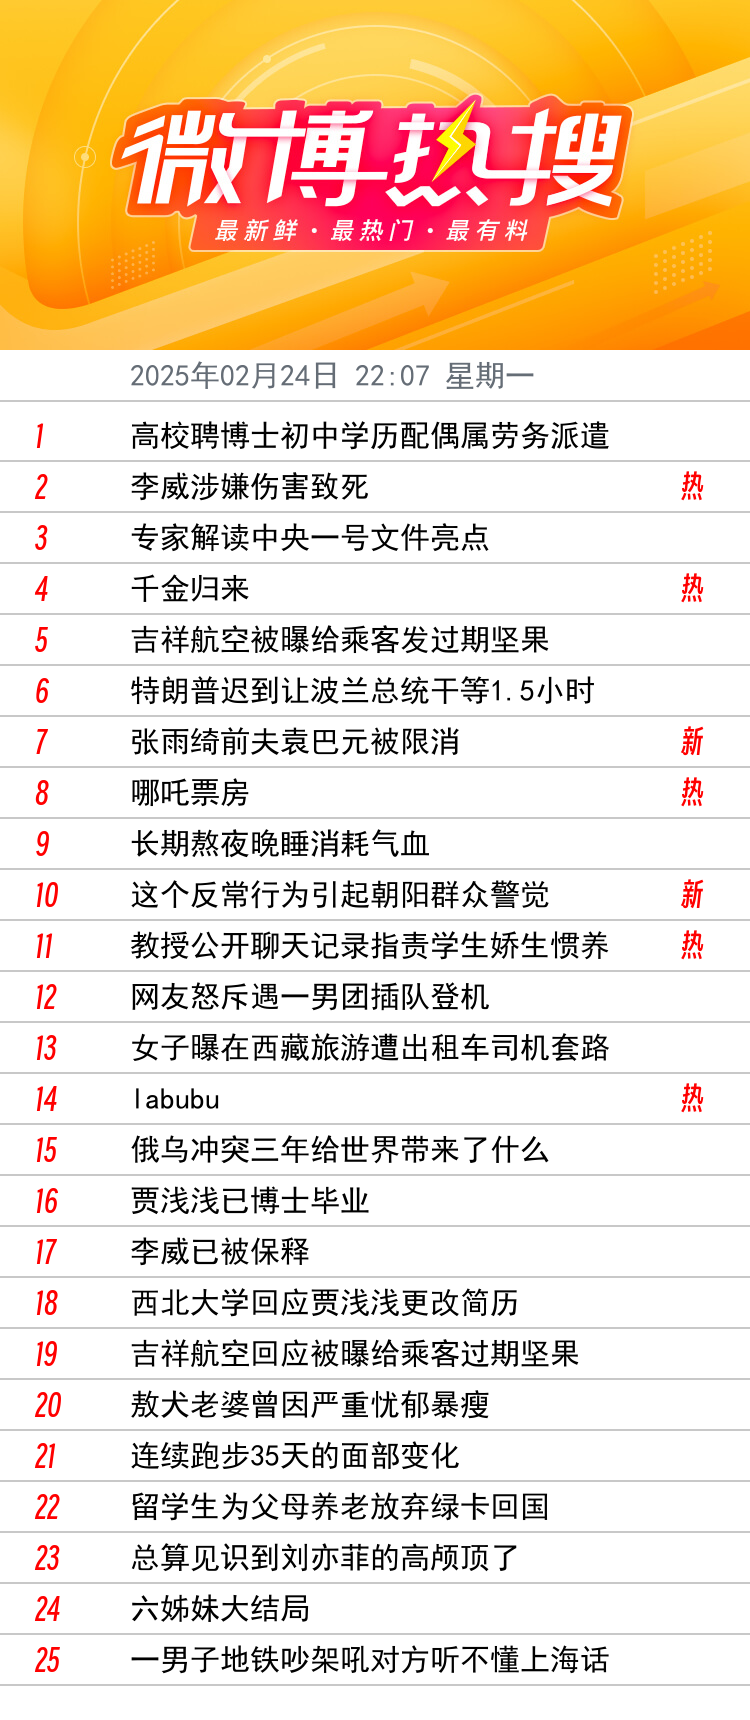 微博热搜
最新鲜·最热门·最有料
2025年02月24日 22:07 星期一
1 高校聘博士初中学历配偶属劳务派遣
2 李威涉嫌伤害致死 热
3 专家解读中央一号文件亮点
4 千金归来 热
5 吉祥航空被曝给乘客发过期坚果
6 特朗普迟到让波兰总统干等1.5小时
7 张雨绮前夫袁巴元被限消 新
8 哪吒票房 热
9 长期熬夜晚睡消耗气血
10 这个反常行为引起朝阳群众警觉 新
11 教授公开聊天记录指责学生娇生惯养 热
12 网友怒斥遇一男团插队登机
13 女子曝在西藏旅游遭出租车司机套路
14 labubu 热
15 俄乌冲突三年给世界带来了什么
16 贾浅浅已博士毕业
17 李威已被保释
18 西北大学回应贾浅浅更改简历
19 吉祥航空回应被曝给乘客过期坚果
20 敖犬老婆曾因严重忧郁暴瘦
21 连续跑步35天的面部变化
22 留学生为父母养老放弃绿卡回国
23 总算见识到刘亦菲的高颅顶了
24 六姊妹大结局
25 一男子地铁吵架吼对方听不懂上海话